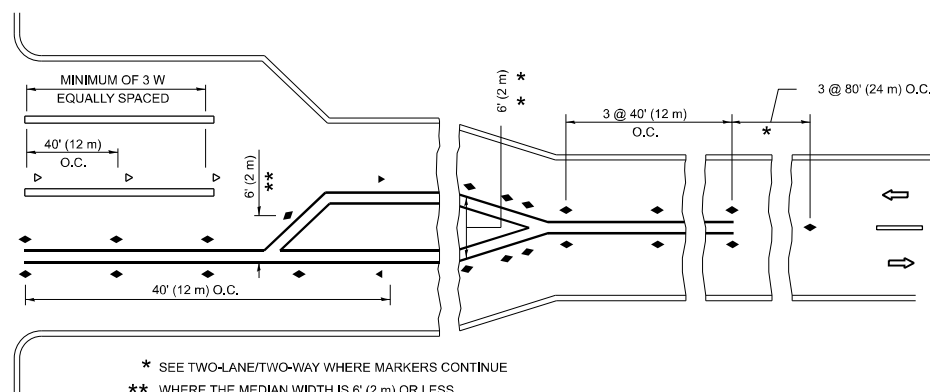 MINIMUM OF 3 W
EQUALLY SPACED
40' (12 m)
O.C.
6' (2 m)
**
6' (2 m)
*
*
3 @ 40' (12 m)
O.C.
3 @ 80' (24 m) O.C.
*
40' (12 m) O.C.
* SEE TWO-LANE/TWO-WAY WHERE MARKERS CONTINUE
** WHERE THE MEDIAN WIDTH IS 6' (2 m) OR LESS